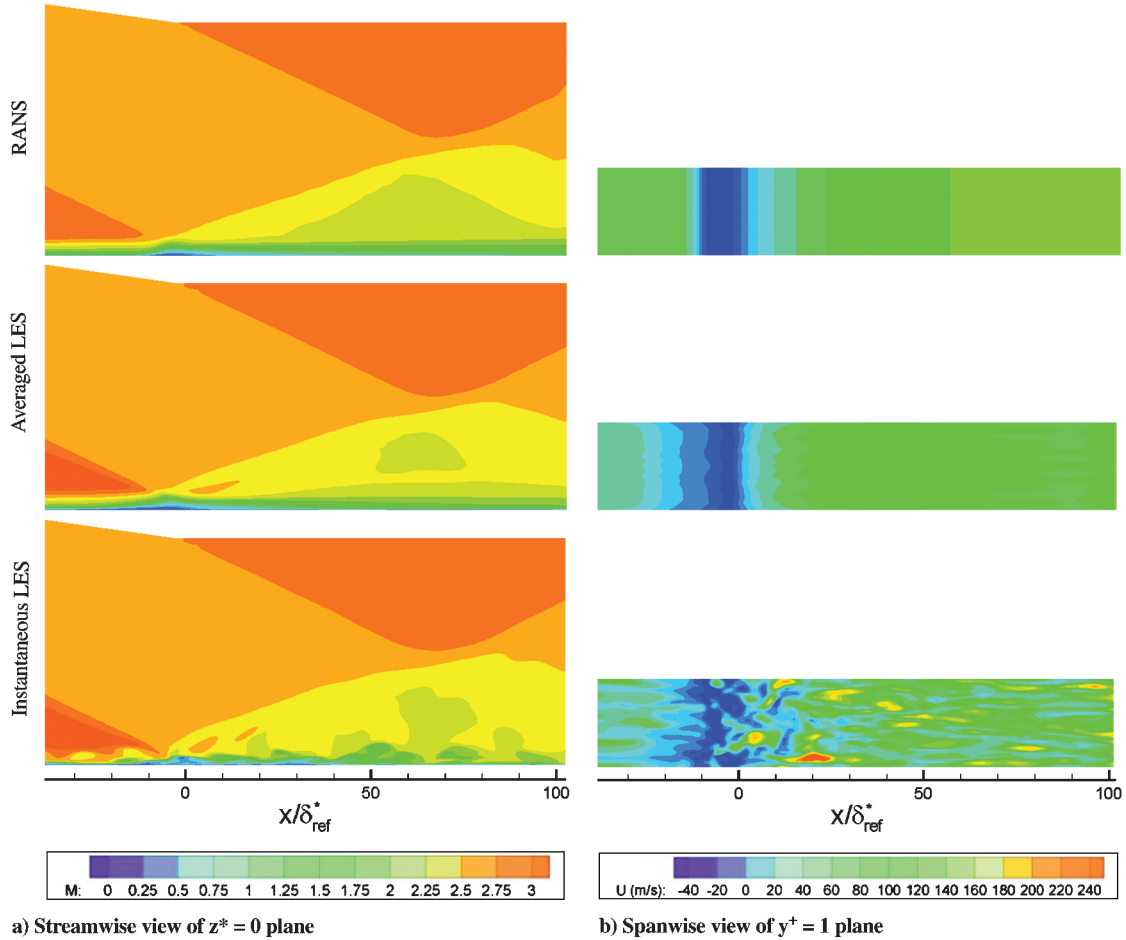 RANS
Averaged LES
Instantaneous LES
0 50 100
x/δ*ref
0 50 100
x/δ*ref
M: 0 0.25 0.5 0.75 1 1.25 1.5 1.75 2 2.25 2.5 2.75 3
U (m/s): -40 -20 0 20 40 60 80 100 120 140 160 180 200 220 240
a) Streamwise view of z* = 0 plane
b) Spanwise view of y+ = 1 plane